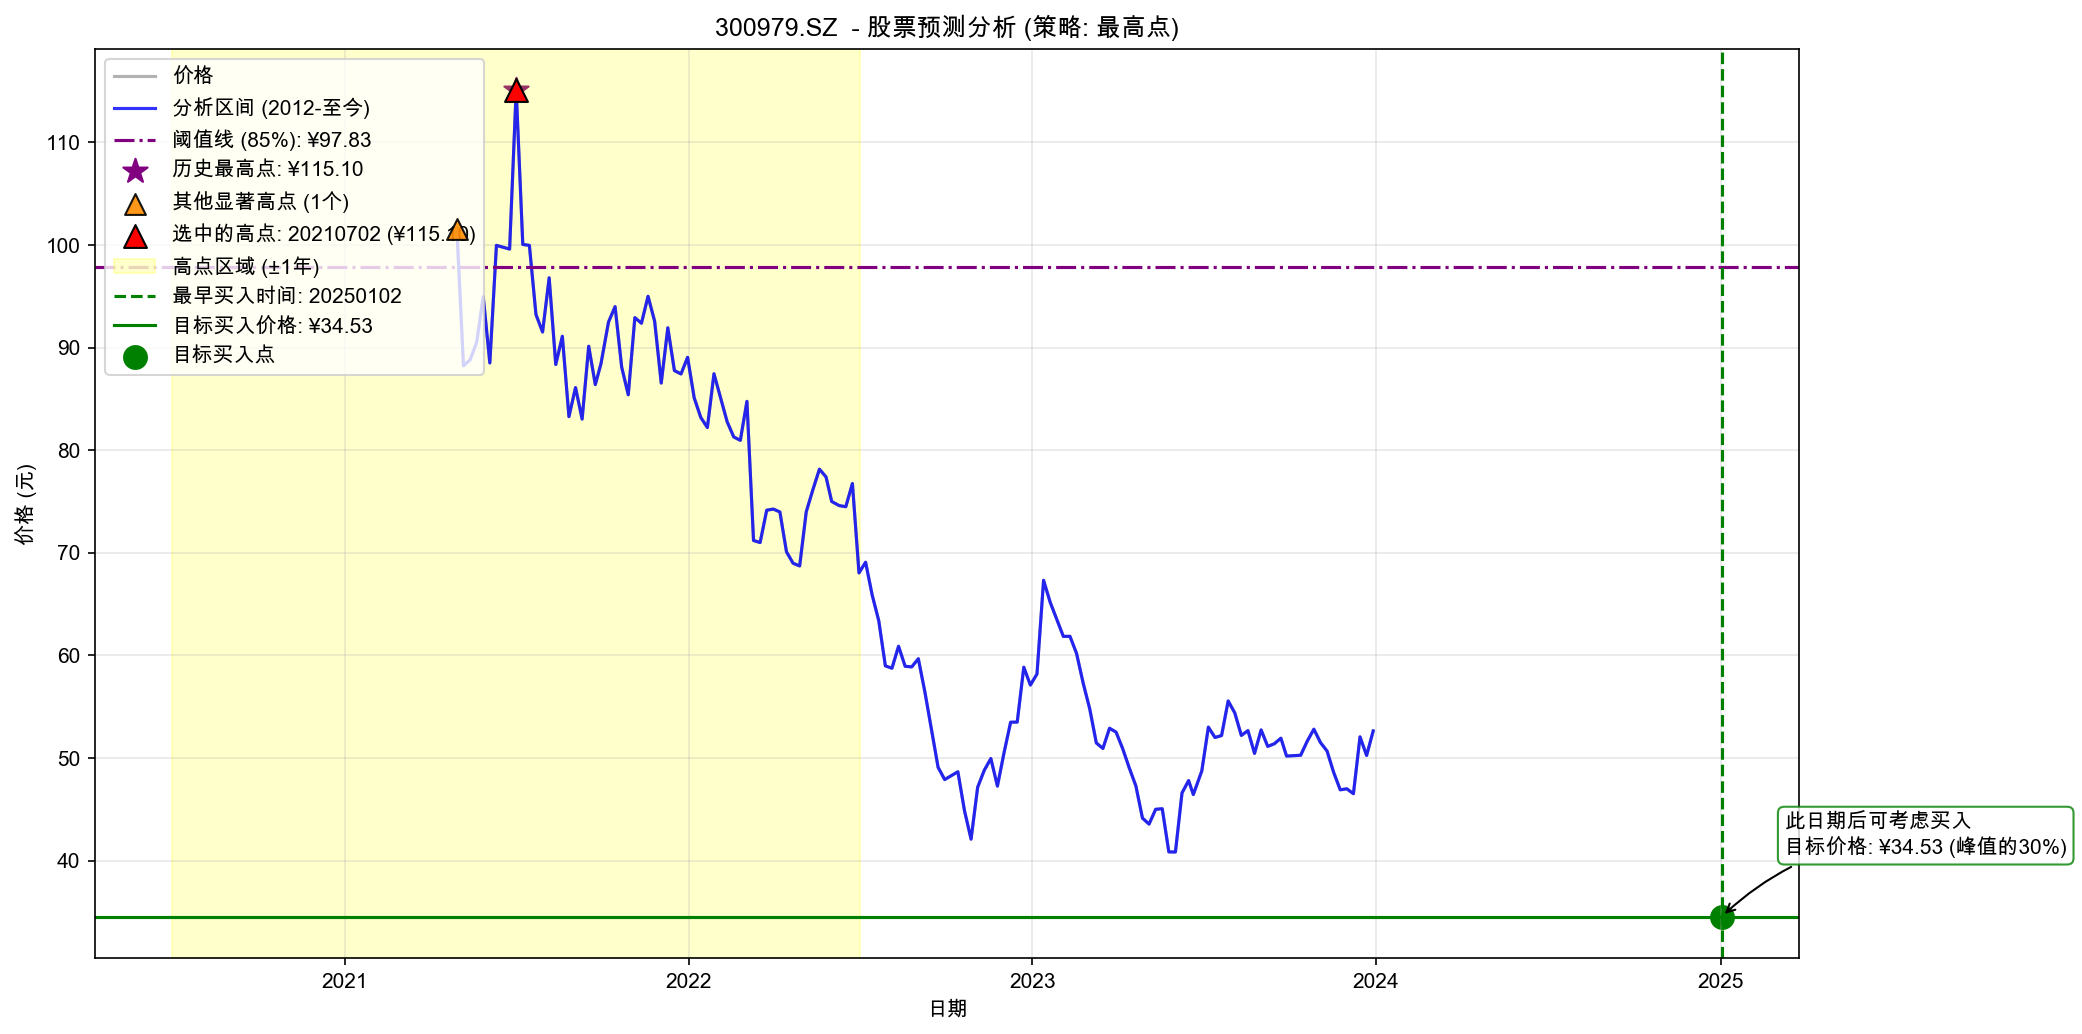 300979.SZ - 股票预测分析 (策略: 最高点)
价格
分析区间 (2012-至今)
阈值线 (85%): ¥97.83
历史最高点: ¥115.10
其他显著高点 (1个)
选中的高点: 20210702 (¥115.10)
高点区域 (±1年)
最早买入时间: 20250102
目标买入价格: ¥34.53
目标买入点
价格 (元)
110
100
90
80
70
60
50
40
此日期后可考虑买入
目标价格: ¥34.53 (峰值的30%)
2021
2022
2023
2024
2025
日期